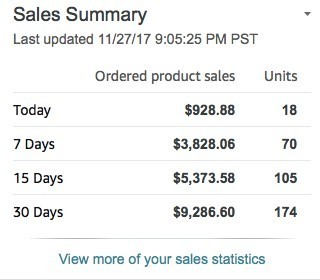 Sales Summary
Last updated 11/27/17 9:05:25 PM PST
Ordered product sales Units
Today $928.88 18
7 Days $3,828.06 70
15 Days $5,373.58 105
30 Days $9,286.60 174
View more of your sales statistics